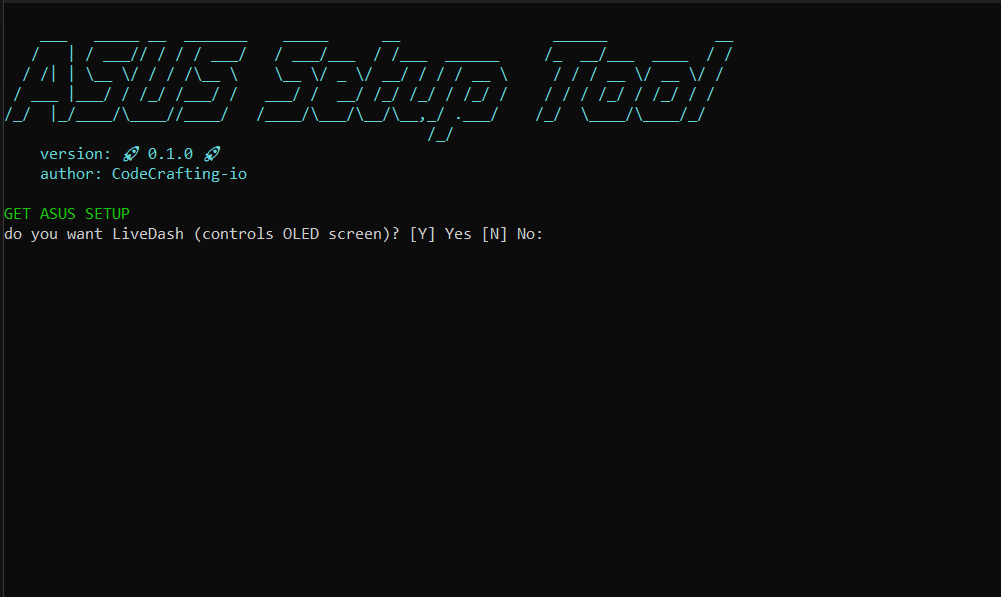 ASUS Setup Tool
version: 🚀 0.1.0 🚀
author: CodeCrafting-io
GET ASUS SETUP
do you want LiveDash (controls OLED screen)? [Y] Yes [N] No: